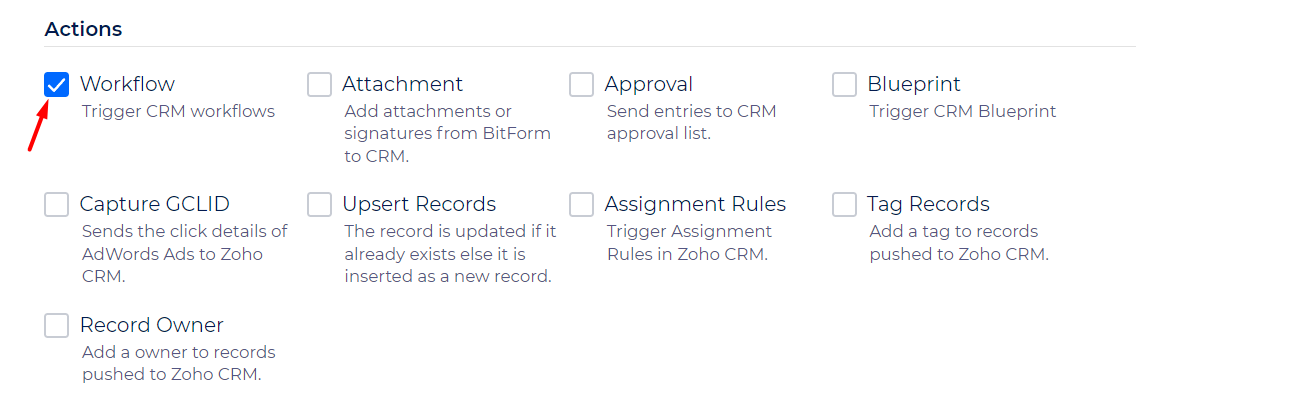 Actions
Workflow
Trigger CRM workflows
Attachment
Add attachments or
signatures from BitForm
to CRM.
Approval
Send entries to CRM
approval list.
Blueprint
Trigger CRM Blueprint
Capture GCLID
Sends the click details of
AdWords Ads to Zoho
CRM.
Upsert Records
The record is updated if it
already exists else it is
inserted as a new record.
Assignment Rules
Trigger Assignment
Rules in Zoho CRM.
Tag Records
Add a tag to records
pushed to Zoho CRM.
Record Owner
Add a owner to records
pushed to Zoho CRM.